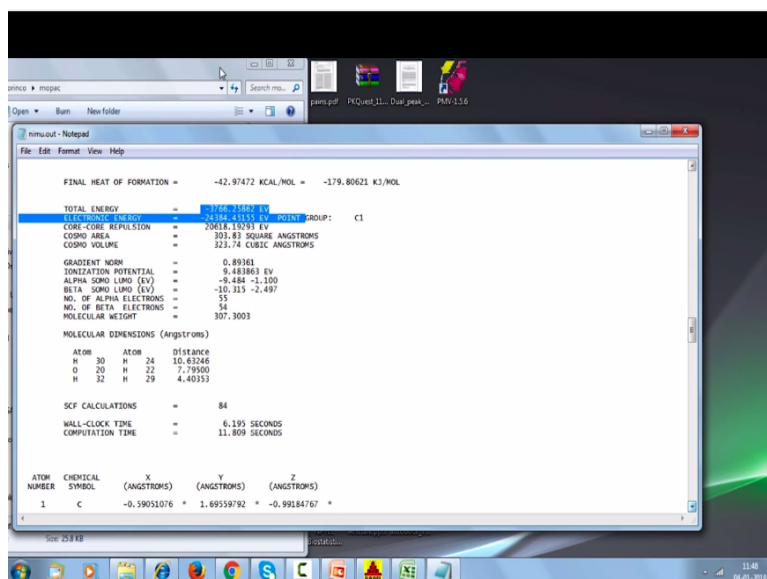 orinco ▸ mopac
Search mo...
Open
Burn
New folder
pains.pdf
PKQuest_11...
Dual_peak_...
PMV-1.5.6
nimu.out - Notepad
File Edit Format View Help
FINAL HEAT OF FORMATION = -42.97472 KCAL/MOL = -179.80621 KJ/MOL
TOTAL ENERGY = -3766.25862 EV
ELECTRONIC ENERGY = -24384.45155 EV POINT GROUP: C1
CORE-CORE REPULSION = 20618.19293 EV
COSMO AREA = 303.83 SQUARE ANGSTROMS
COSMO VOLUME = 323.74 CUBIC ANGSTROMS
GRADIENT NORM = 0.89361
IONIZATION POTENTIAL = 9.483863 EV
ALPHA SOMO LUMO (EV) = -9.484 -1.100
BETA SOMO LUMO (EV) = -10.315 -2.497
NO. OF ALPHA ELECTRONS = 55
NO. OF BETA ELECTRONS = 54
MOLECULAR WEIGHT = 307.3003
MOLECULAR DIMENSIONS (Angstroms)
Atom Atom Distance
H 30 H 24 10.63246
O 20 H 22 7.79500
H 32 H 29 4.40353
SCF CALCULATIONS = 84
WALL-CLOCK TIME = 6.195 SECONDS
COMPUTATION TIME = 11.809 SECONDS
ATOM CHEMICAL X Y Z
NUMBER SYMBOL (ANGSTROMS) (ANGSTROMS) (ANGSTROMS)
1 C -0.59051076 * 1.69559792 * -0.99184767 *
Size: 25.8 KB
Biostatist...
11:48